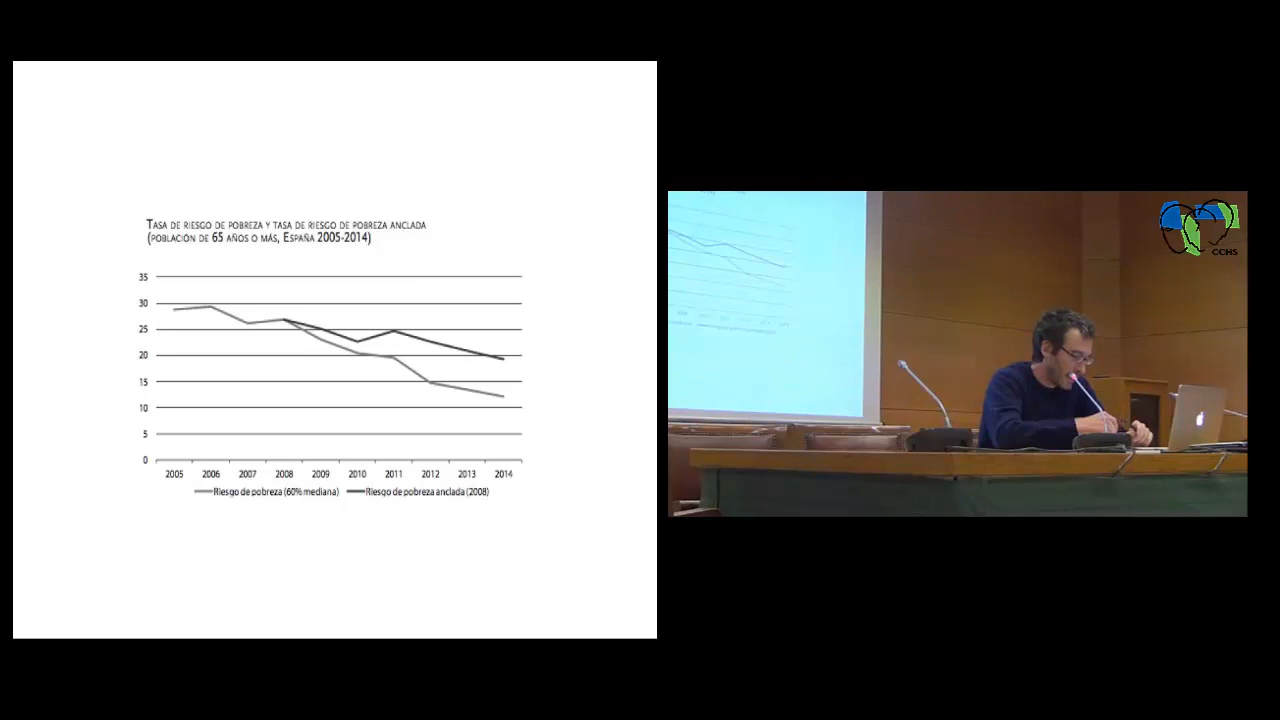 Tasa de riesgo de pobreza y tasa de riesgo de pobreza anclada
(población de 65 años o más, España 2005-2014)
35
30
25
20
15
10
5
0
2005 2006 2007 2008 2009 2010 2011 2012 2013 2014
Riesgo de pobreza (60% mediana) Riesgo de pobreza anclada (2008)
CCHS